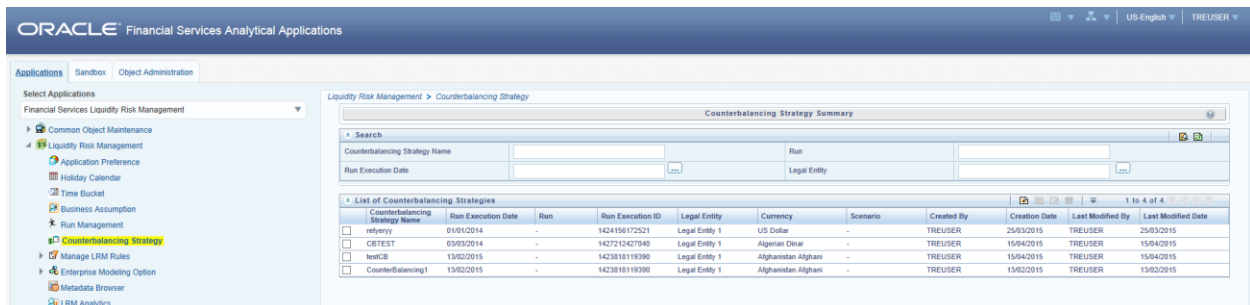 ORACLE Financial Services Analytical Applications
US-English TREUSER
Applications Sandbox Object Administration
Select Applications
Financial Services Liquidity Risk Management
Common Object Maintenance
Liquidity Risk Management
Application Preference
Holiday Calendar
Time Bucket
Business Assumption
Run Management
Counterbalancing Strategy
Manage LRM Rules
Enterprise Modeling Option
Metadata Browser
LRM Analytics
Liquidity Risk Management > Counterbalancing Strategy
Counterbalancing Strategy Summary
Search
Counterbalancing Strategy Name Run
Run Execution Date ... Legal Entity ...
List of Counterbalancing Strategies 1 to 4 of 4
Counterbalancing Strategy Name Run Execution Date Run Run Execution ID Legal Entity Currency Scenario Created By Creation Date Last Modified By Last Modified Date
relyeryy 01/01/2014 - 1424156172521 Legal Entity 1 US Dollar - TREUSER 25/03/2015 TREUSER 25/03/2015
CBTEST 03/03/2014 - 1427212427040 Legal Entity 1 Algerian Dinar - TREUSER 15/04/2015 TREUSER 15/04/2015
testCB 13/02/2015 - 1423818119390 Legal Entity 1 Afghanistan Afghani - TREUSER 15/04/2015 TREUSER 15/04/2015
CounterBalancing1 13/02/2015 - 1423818119390 Legal Entity 1 Afghanistan Afghani - TREUSER 13/02/2015 TREUSER 13/02/2015